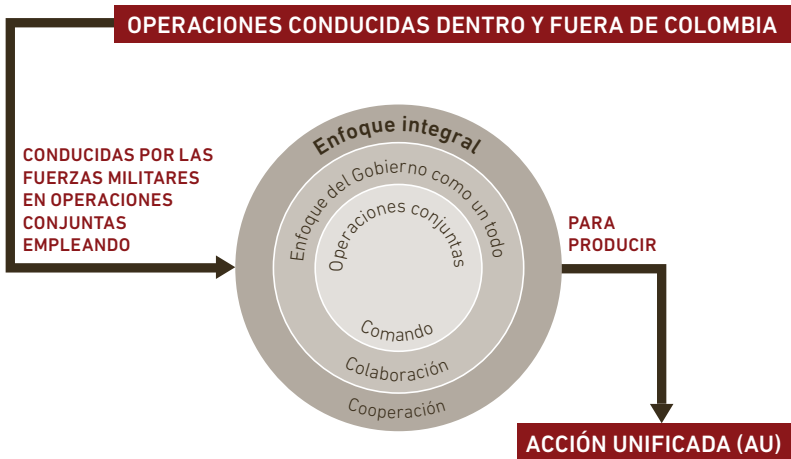 OPERACIONES CONDUCIDAS DENTRO Y FUERA DE COLOMBIA
CONDUCIDAS POR LAS
FUERZAS MILITARES
EN OPERACIONES
CONJUNTAS
EMPLEANDO
Enfoque integral
Enfoque del Gobierno como un todo
Operaciones conjuntas
Comando
Colaboración
Cooperación
PARA
PRODUCIR
ACCIÓN UNIFICADA (AU)